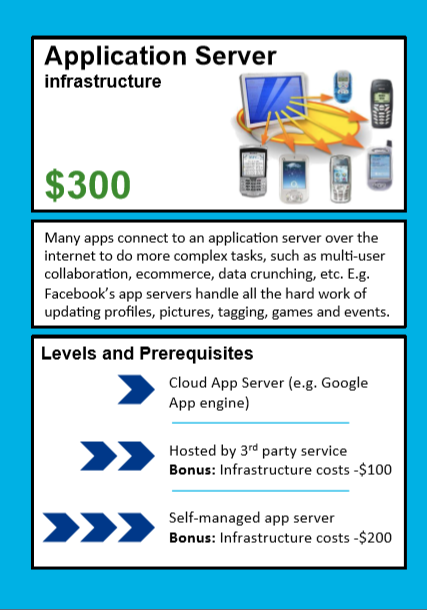 Application Server
infrastructure
$300
Many apps connect to an application server over the
internet to do more complex tasks, such as multi-user
collaboration, ecommerce, data crunching, etc. E.g.
Facebook’s app servers handle all the hard work of
updating profiles, pictures, tagging, games and events.
Levels and Prerequisites
Cloud App Server (e.g. Google
App engine)
Hosted by 3rd party service
Bonus: Infrastructure costs -$100
Self-managed app server
Bonus: Infrastructure costs -$200